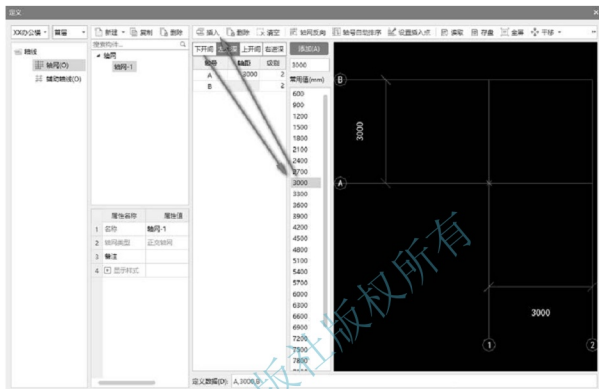 定义
XX办公楼 首层 新建 复制 删除 插入 删除 清空 轴网反向 轴号自动排序 设置插入点 读取 存盘 全屏 平移
轴线
轴网(O)
辅助轴线(O)
搜索构件...
轴网
轴网-1
属性名称 属性值
1 名称 轴网-1
2 轴网类型 正交轴网
3 备注
4 显示样式
下开间 左进深 上开间 右进深
轴号 轴距 级别
A 3000 2
B 2
添加(A)
3000
常用值(mm)
600
900
1200
1500
1800
2100
2400
2700
3000
3300
3600
3900
4200
4500
4800
5100
5400
5700
6000
6300
6600
6900
7200
7500
7800
定义数据(D): A,3000,B
B
3000
A
3000
1
2
社版权所有